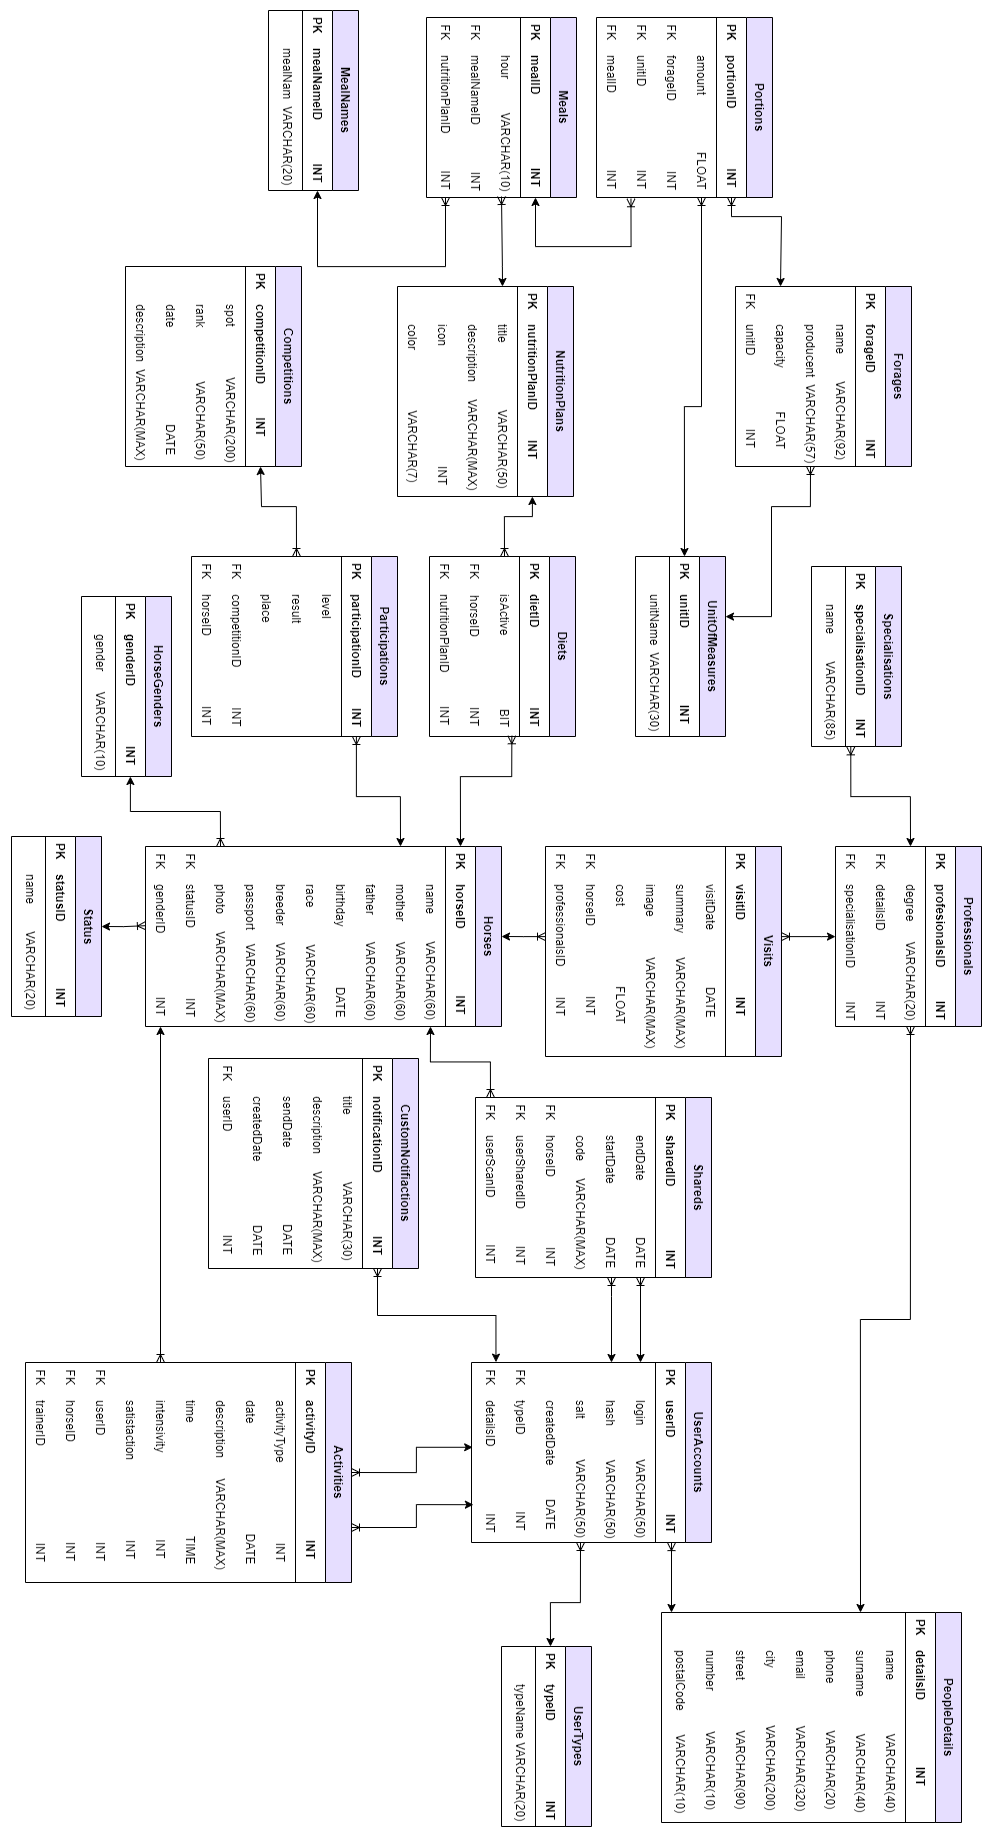 Portions
PK portionID INT
amount FLOAT
FK forageID INT
FK unitID INT
FK mealID INT
Meals
PK mealID INT
hour VARCHAR(10)
FK mealNameID INT
FK nutritionPlanID INT
MealNames
PK mealNameID INT
mealNam VARCHAR(20)
Forages
PK forageID INT
name VARCHAR(92)
producent VARCHAR(57)
capacity FLOAT
FK unitID INT
NutritionPlans
PK nutritionPlanID INT
title VARCHAR(50)
description VARCHAR(MAX)
icon INT
color VARCHAR(7)
Competitions
PK competitionID INT
spot VARCHAR(200)
rank VARCHAR(50)
date DATE
description VARCHAR(MAX)
Specialisations
PK specialisationID INT
name VARCHAR(85)
UnitOfMeasures
PK unitID INT
unitName VARCHAR(30)
Diets
PK dietID INT
isActive BIT
FK horseID INT
FK nutritionPlanID INT
Participations
PK participationID INT
level
result
place
FK competitionID INT
FK horseID INT
HorseGenders
PK genderID INT
gender VARCHAR(10)
Professionals
PK profesionalsID INT
degree VARCHAR(20)
FK detailsID INT
FK specialisationID INT
Visits
PK visitID INT
visitDate DATE
summary VARCHAR(MAX)
image VARCHAR(MAX)
cost FLOAT
FK horseID INT
FK professionalsID INT
Horses
PK horseID INT
name VARCHAR(60)
mother VARCHAR(60)
father VARCHAR(60)
birthday DATE
race VARCHAR(60)
breeder VARCHAR(60)
passport VARCHAR(60)
photo VARCHAR(MAX)
FK statusID INT
FK genderID INT
Status
PK statusID INT
name VARCHAR(20)
Shareds
PK sharedID INT
endDate DATE
startDate DATE
code VARCHAR(MAX)
FK horseID INT
FK userSharedID INT
FK userScanID INT
CustomNotifiactions
PK notificationID INT
title VARCHAR(30)
description VARCHAR(MAX)
sendDate DATE
createdDate DATE
FK userID INT
UserAccounts
PK userID INT
login VARCHAR(50)
hash VARCHAR(50)
salt VARCHAR(50)
createdDate DATE
FK typeID INT
FK detailsID INT
Activities
PK activityID INT
activityType INT
date DATE
description VARCHAR(MAX)
time TIME
intensivity INT
satistaction INT
FK userID INT
FK horseID INT
FK trainerID INT
PeopleDetails
PK detailsID INT
name VARCHAR(40)
surname VARCHAR(40)
phone VARCHAR(20)
email VARCHAR(320)
city VARCHAR(200)
street VARCHAR(90)
number VARCHAR(10)
postalCode VARCHAR(10)
UserTypes
PK typeID INT
typeName VARCHAR(20)